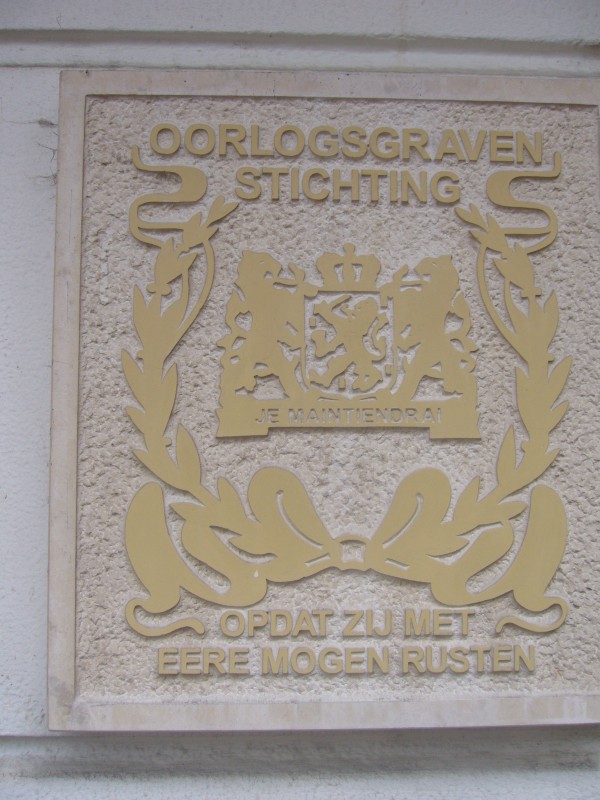 OORLOGSGRAVEN
STICHTING
JE MAINTIENDRAI
OPDAT ZIJ MET
EERE MOGEN RUSTEN